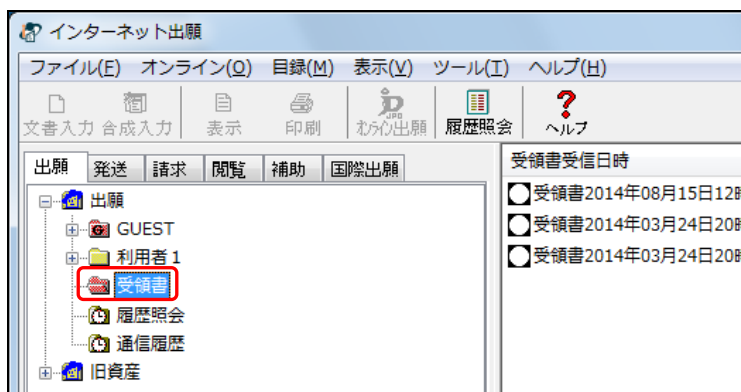 インターネット出願
ファイル(F) オンライン(O) 目録(M) 表示(V) ツール(T) ヘルプ(H)
文書入力 合成入力 表示 印刷 オンライン出願 履歴照会 ヘルプ
出願 発送 請求 閲覧 補助 国際出願
受領書受信日時
出願
GUEST
利用者1
受領書
履歴照会
通信履歴
旧資産
受領書2014年08月15日12時
受領書2014年03月24日20時
受領書2014年03月24日20時